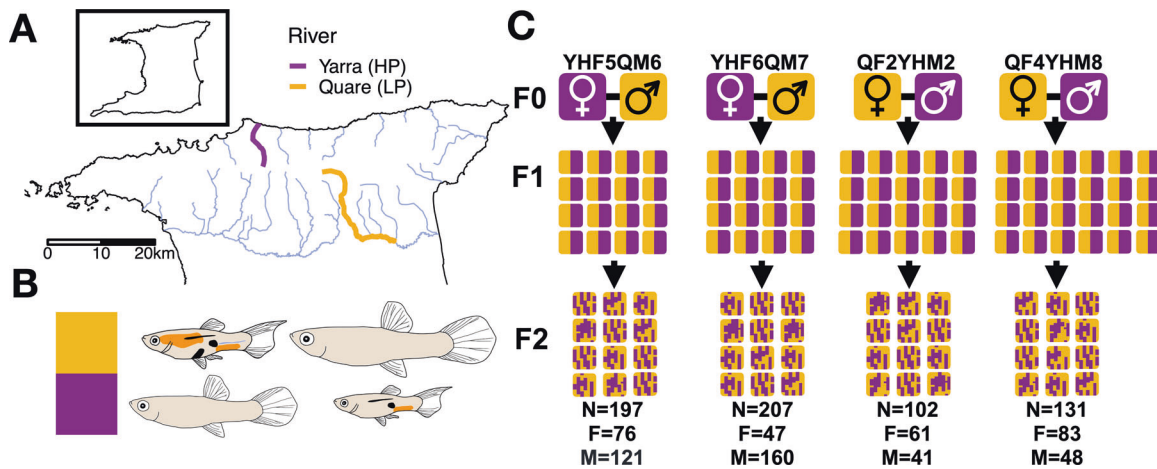 A
River
Yarra (HP)
Quare (LP)
0 10 20km
B
C
YHF5QM6 YHF6QM7 QF2YHM2 QF4YHM8
F0
F1
F2
N=197 N=207 N=102 N=131
F=76 F=47 F=61 F=83
M=121 M=160 M=41 M=48